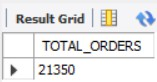 Result Grid
TOTAL_ORDERS
21350